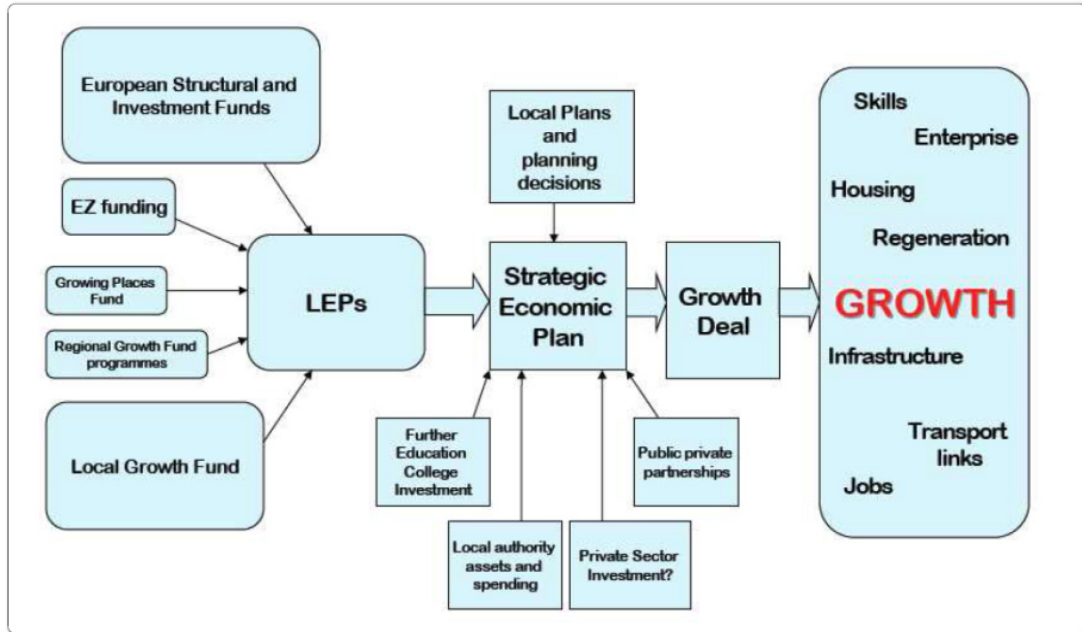 European Structural and
Investment Funds
EZ funding
Growing Places
Fund
Regional Growth Fund
programmes
Local Growth Fund
LEPs
Local Plans
and
planning
decisions
Strategic
Economic
Plan
Further
Education
College
Investment
Local authority
assets and
spending
Private Sector
Investment?
Public private
partnerships
Growth
Deal
Skills
Enterprise
Housing
Regeneration
GROWTH
Infrastructure
Transport
links
Jobs